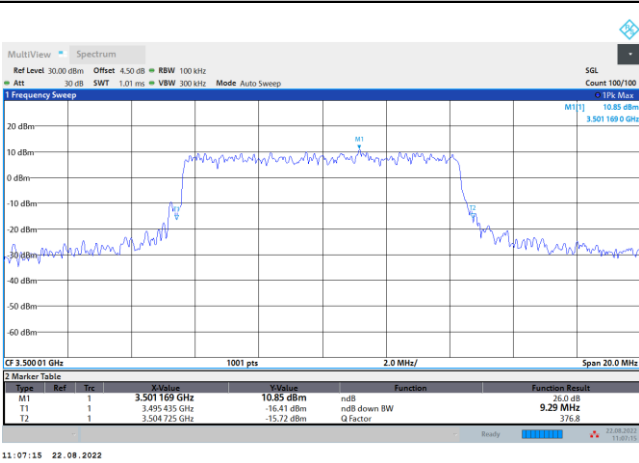 MultiView Spectrum
Ref Level 30.00 dBm Offset 4.50 dB RBW 100 kHz SGL
Att 30 dB SWT 1.01 ms VBW 300 kHz Mode Auto Sweep Count 100/100
1 Frequency Sweep 1Pk Max
M1[1] 10.85 dBm
3.501 169 0 GHz
M1
20 dBm
10 dBm
0 dBm
-10 dBm
T1 T2
-20 dBm
-30 dBm
-40 dBm
-50 dBm
-60 dBm
CF 3.500 01 GHz 1001 pts 2.0 MHz/ Span 20.0 MHz
2 Marker Table
Type Ref Trc X-Value Y-Value Function Function Result
M1 1 3.501 169 GHz 10.85 dBm ndB 26.0 dB
T1 1 3.495 435 GHz -16.41 dBm ndB down BW 9.29 MHz
T2 1 3.504 725 GHz -15.72 dBm Q Factor 376.8
Ready 22.08.2022
11:07:15
11:07:15 22.08.2022